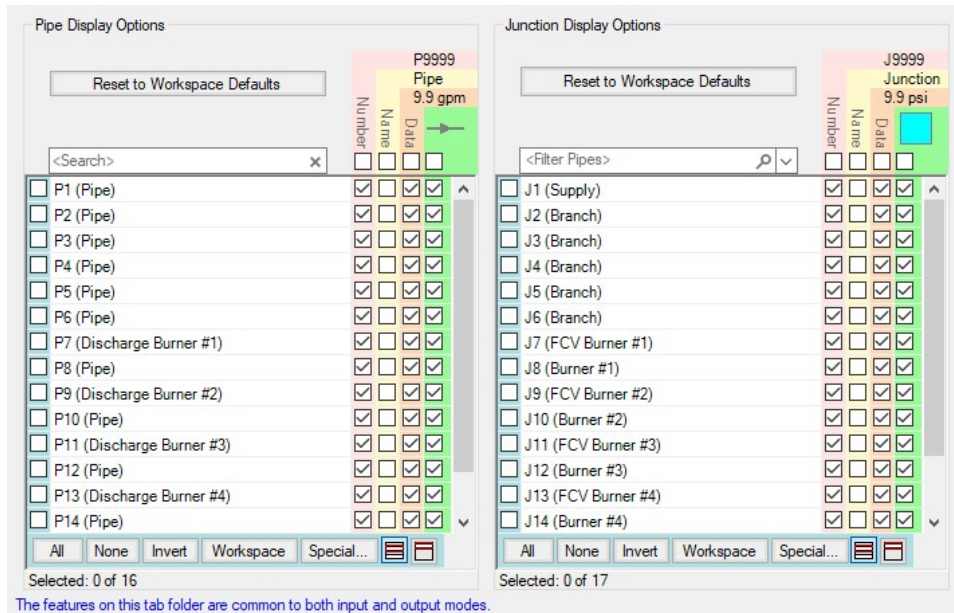 Pipe Display Options
P9999
Pipe
9.9 gpm
Reset to Workspace Defaults
Number
Name
Data
<Search>
P1 (Pipe)
P2 (Pipe)
P3 (Pipe)
P4 (Pipe)
P5 (Pipe)
P6 (Pipe)
P7 (Discharge Burner #1)
P8 (Pipe)
P9 (Discharge Burner #2)
P10 (Pipe)
P11 (Discharge Burner #3)
P12 (Pipe)
P13 (Discharge Burner #4)
P14 (Pipe)
All None Invert Workspace Special...
Selected: 0 of 16
Junction Display Options
J9999
Junction
9.9 psi
Reset to Workspace Defaults
Number
Name
Data
<Filter Pipes>
J1 (Supply)
J2 (Branch)
J3 (Branch)
J4 (Branch)
J5 (Branch)
J6 (Branch)
J7 (FCV Burner #1)
J8 (Burner #1)
J9 (FCV Burner #2)
J10 (Burner #2)
J11 (FCV Burner #3)
J12 (Burner #3)
J13 (FCV Burner #4)
J14 (Burner #4)
All None Invert Workspace Special...
Selected: 0 of 17
The features on this tab folder are common to both input and output modes.